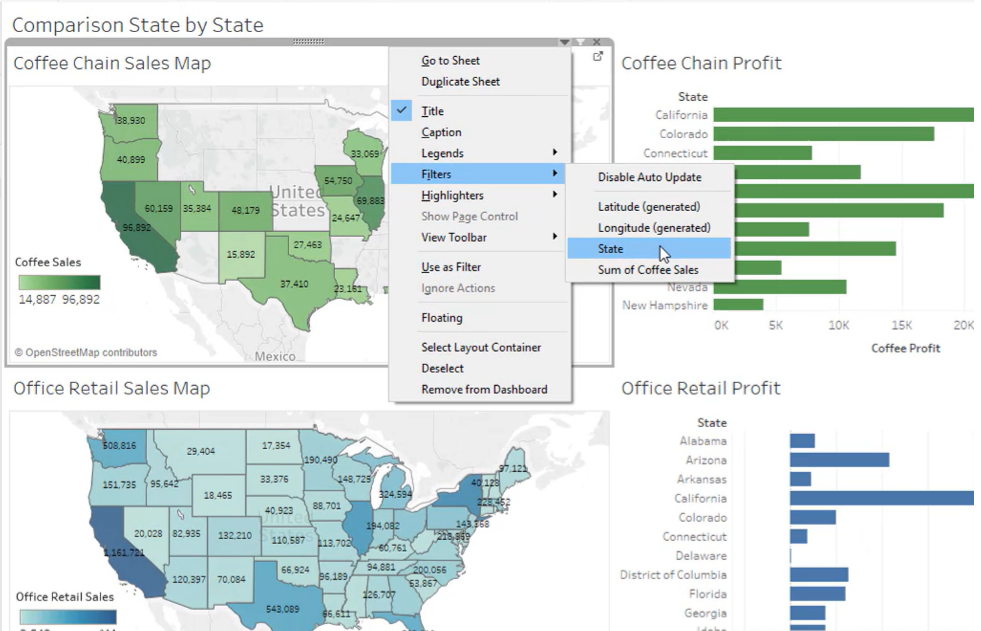 Comparison State by State
Coffee Chain Sales Map
38,930
40,899
96,892
60,159
35,384
48,179
15,892
37,410
27,463
23,161
24,647
54,750
33,069
69,883
United
States
Mexico
Coffee Sales
14,887 96,892
© OpenStreetMap contributors
Go to Sheet
Duplicate Sheet
Title
Caption
Legends
Filters
Highlighters
Show Page Control
View Toolbar
Use as Filter
Ignore Actions
Floating
Select Layout Container
Deselect
Remove from Dashboard
Disable Auto Update
Latitude (generated)
Longitude (generated)
State
Sum of Coffee Sales
Coffee Chain Profit
State
California
Colorado
Connecticut
Nevada
New Hampshire
0K 5K 10K 15K 20K
Coffee Profit
Office Retail Sales Map
508,816
29,404
17,354
190,490
151,735
95,642
18,465
33,376
148,729
324,594
40,128
37,121
40,923
88,701
20,028
82,935
132,210
110,587
113,702
194,082
60,761
1,161,721
120,397
70,084
66,924
96,189
94,881
200,056
53,867
126,707
543,089
66,611
United
States
Office Retail Sales
Office Retail Profit
State
Alabama
Arizona
Arkansas
California
Colorado
Connecticut
Delaware
District of Columbia
Florida
Georgia
Idaho